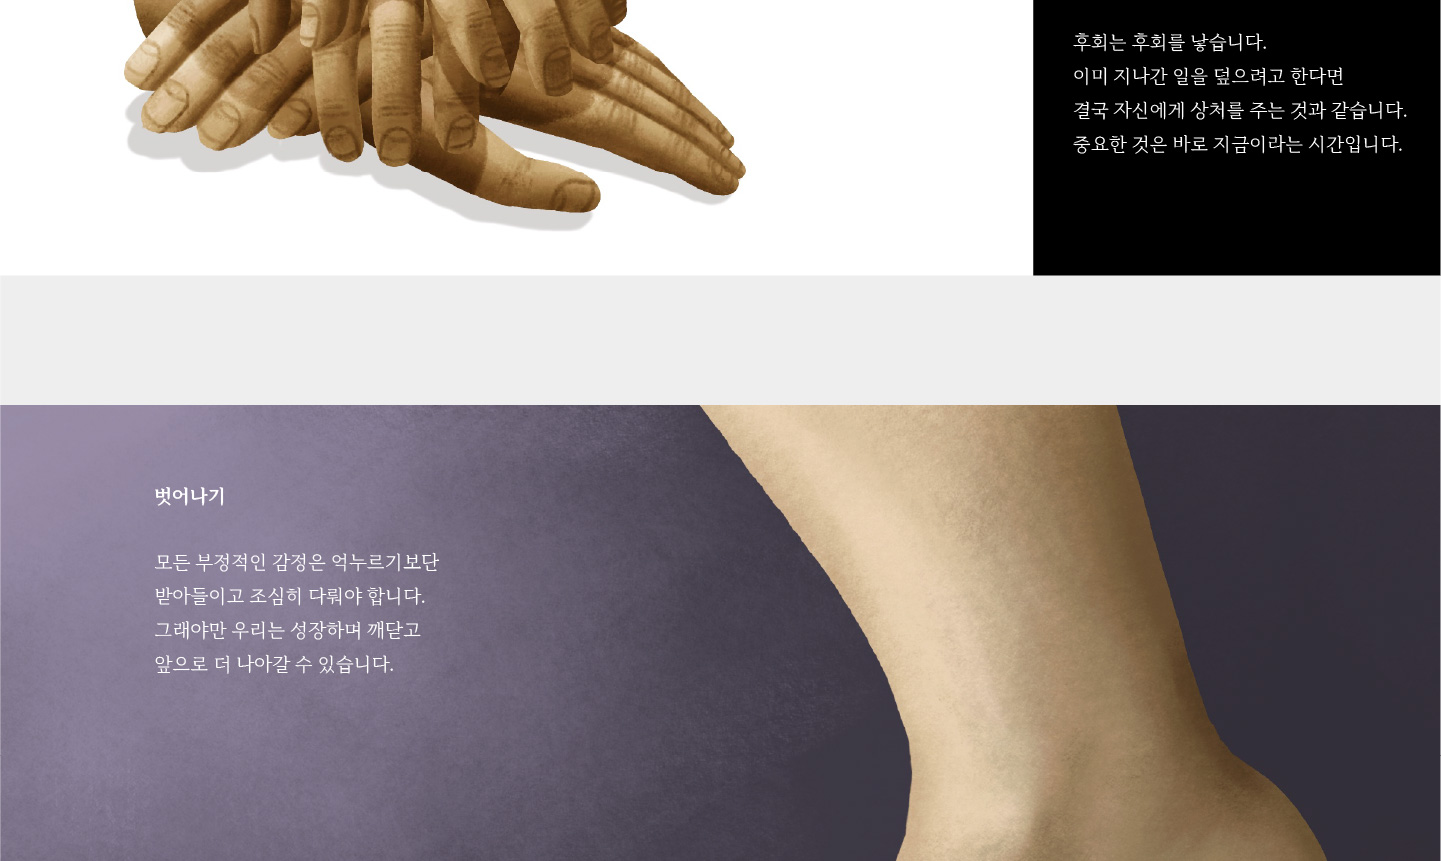 후회는 후회를 낳습니다.
이미 지나간 일을 덮으려고 한다면
결국 자신에게 상처를 주는 것과 같습니다.
중요한 것은 바로 지금이라는 시간입니다.
벗어나기
모든 부정적인 감정은 억누르기보단
받아들이고 조심히 다뤄야 합니다.
그래야만 우리는 성장하며 깨닫고
앞으로 더 나아갈 수 있습니다.